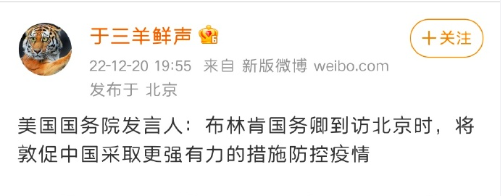 于三羊鲜声
+关注
22-12-20 19:55 来自 新版微博 weibo.com
发布于 北京
美国国务院发言人：布林肯国务卿到访北京时，将
敦促中国采取更强有力的措施防控疫情